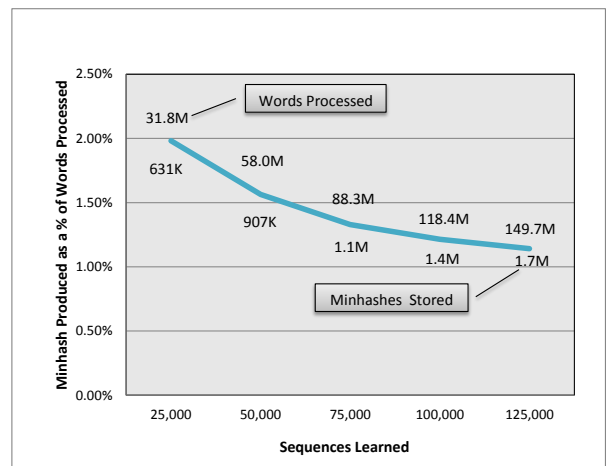 2.50%
Words Processed
31.8M
2.00%
631K
58.0M
88.3M
1.50%
907K
118.4M
149.7M
1.1M
1.4M
1.7M
1.00%
Minhashes Stored
0.50%
0.00%
25,000 50,000 75,000 100,000 125,000
Sequences Learned
Minhash Produced as a % of Words Processed